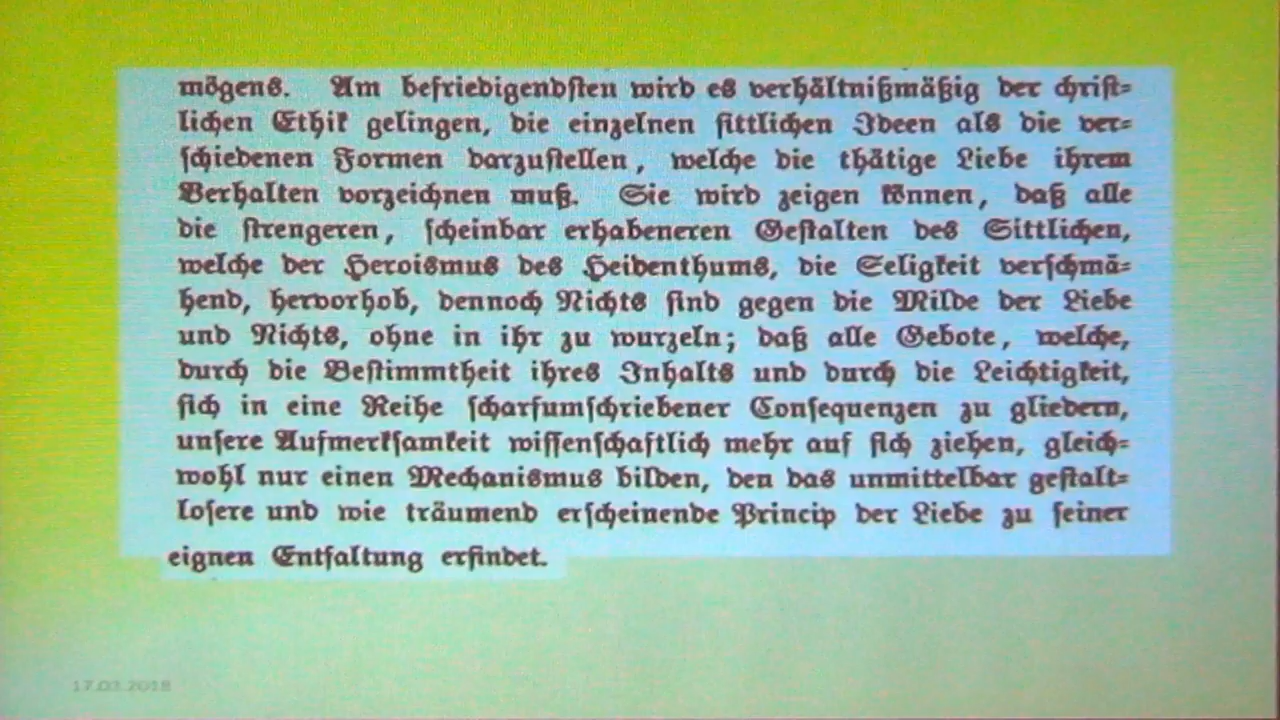 mögens. Am befriedigendsten wird es verhältnißmäßig der christ=
lichen Ethik gelingen, die einzelnen sittlichen Ideen als die ver=
schiedenen Formen darzustellen, welche die thätige Liebe ihrem
Verhalten vorzeichnen muß. Sie wird zeigen können, daß alle
die strengeren, scheinbar erhabeneren Gestalten des Sittlichen,
welche der Heroismus des Heidenthums, die Seligkeit verschmä=
hend, hervorhob, dennoch Nichts sind gegen die Milde der Liebe
und Nichts, ohne in ihr zu wurzeln; daß alle Gebote, welche,
durch die Bestimmtheit ihres Inhalts und durch die Leichtigkeit,
sich in eine Reihe scharfumschriebener Consequenzen zu gliedern,
unsere Aufmerksamkeit wissenschaftlich mehr auf sich ziehen, gleich=
wohl nur einen Mechanismus bilden, den das unmittelbar gestalt=
losere und wie träumend erscheinende Princip der Liebe zu seiner
eignen Entfaltung erfindet.
17.03.2018